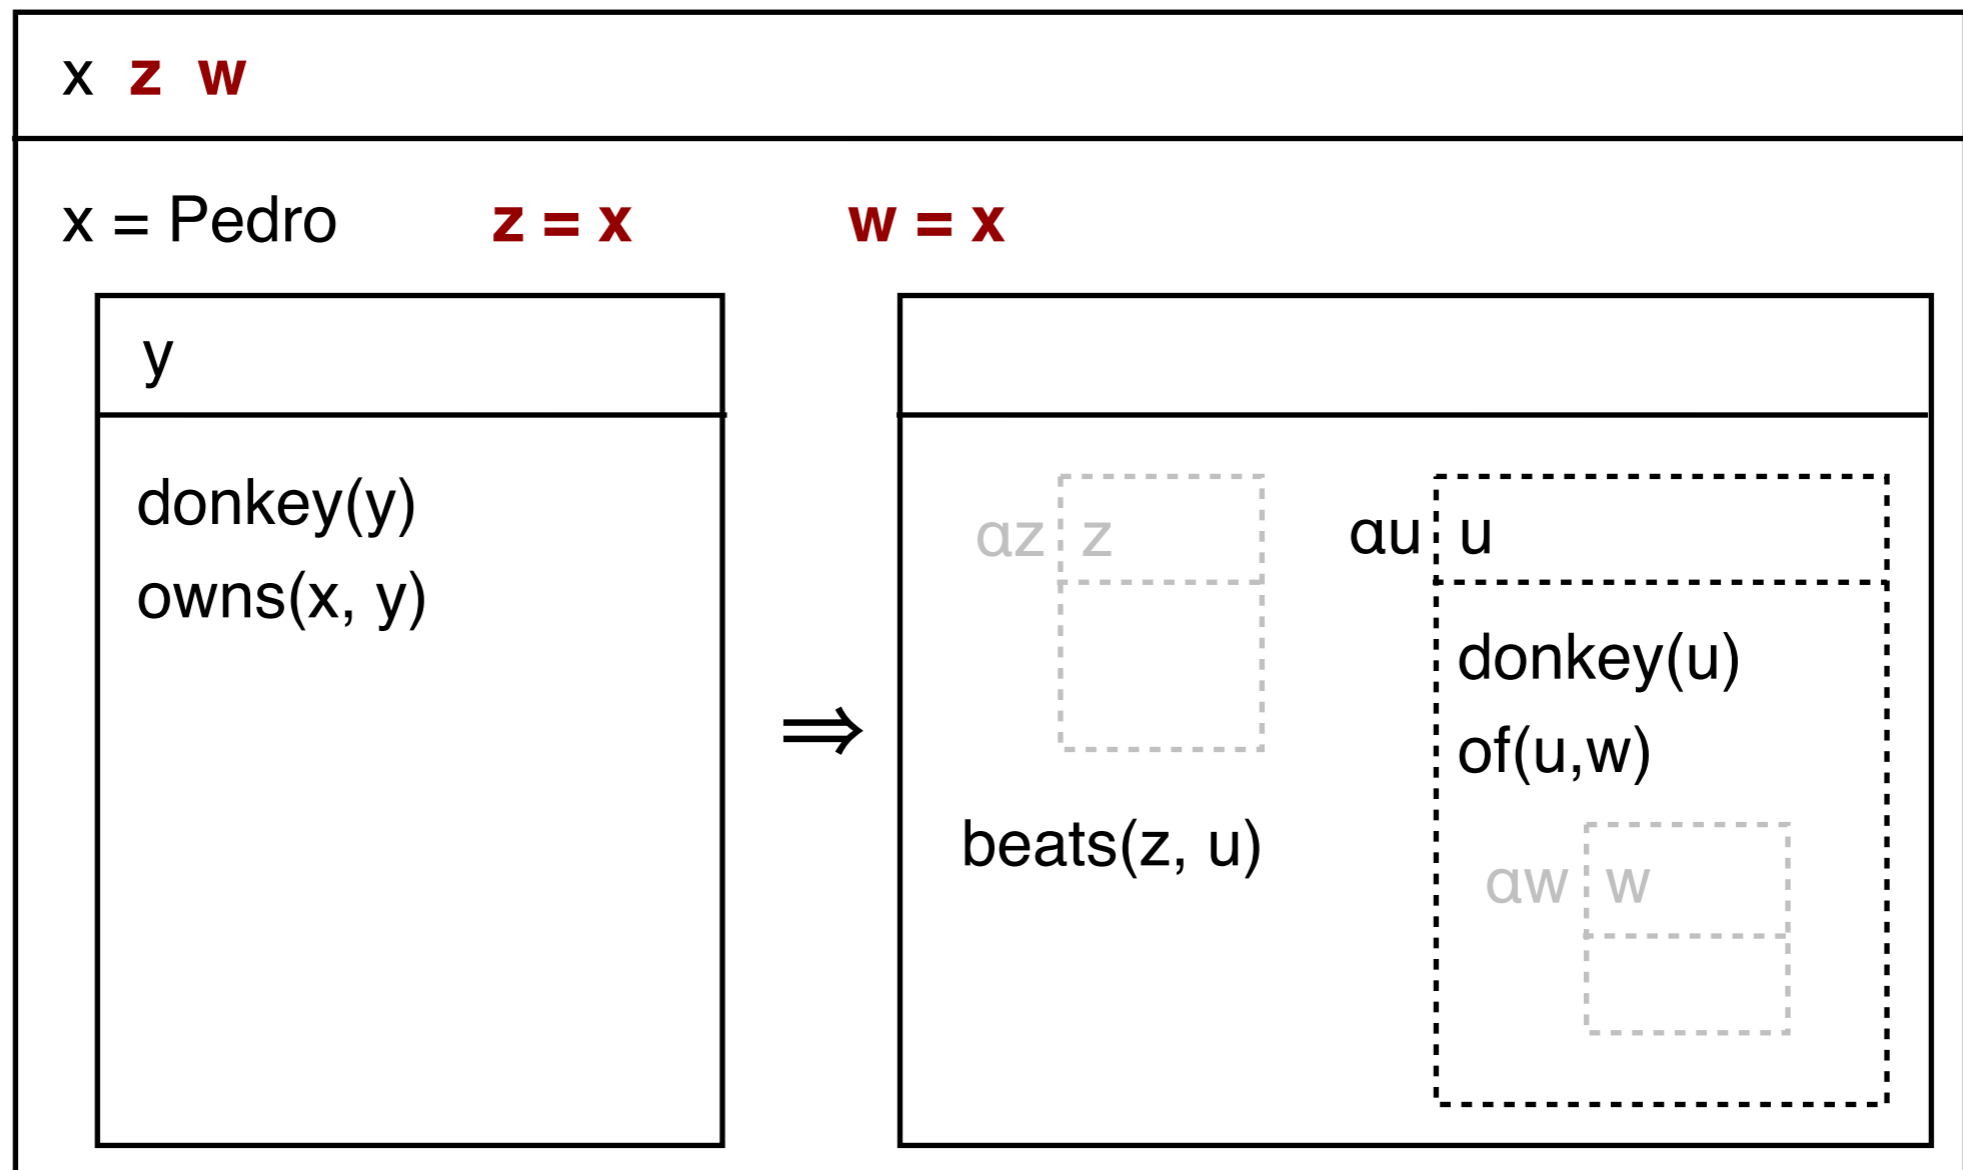 x z w
x = Pedro z = x w = x
y
donkey(y)
owns(x, y)
⇒
αz z
beats(z, u)
αu u
donkey(u)
of(u,w)
αw w